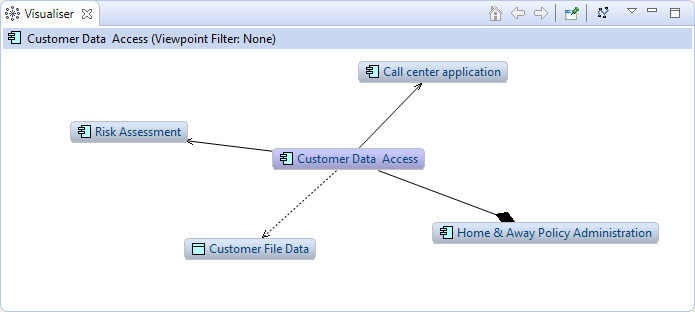 Visualiser
Customer Data  Access (Viewpoint Filter: None)
Call center application
Risk Assessment
Customer Data  Access
Home & Away Policy Administration
Customer File Data